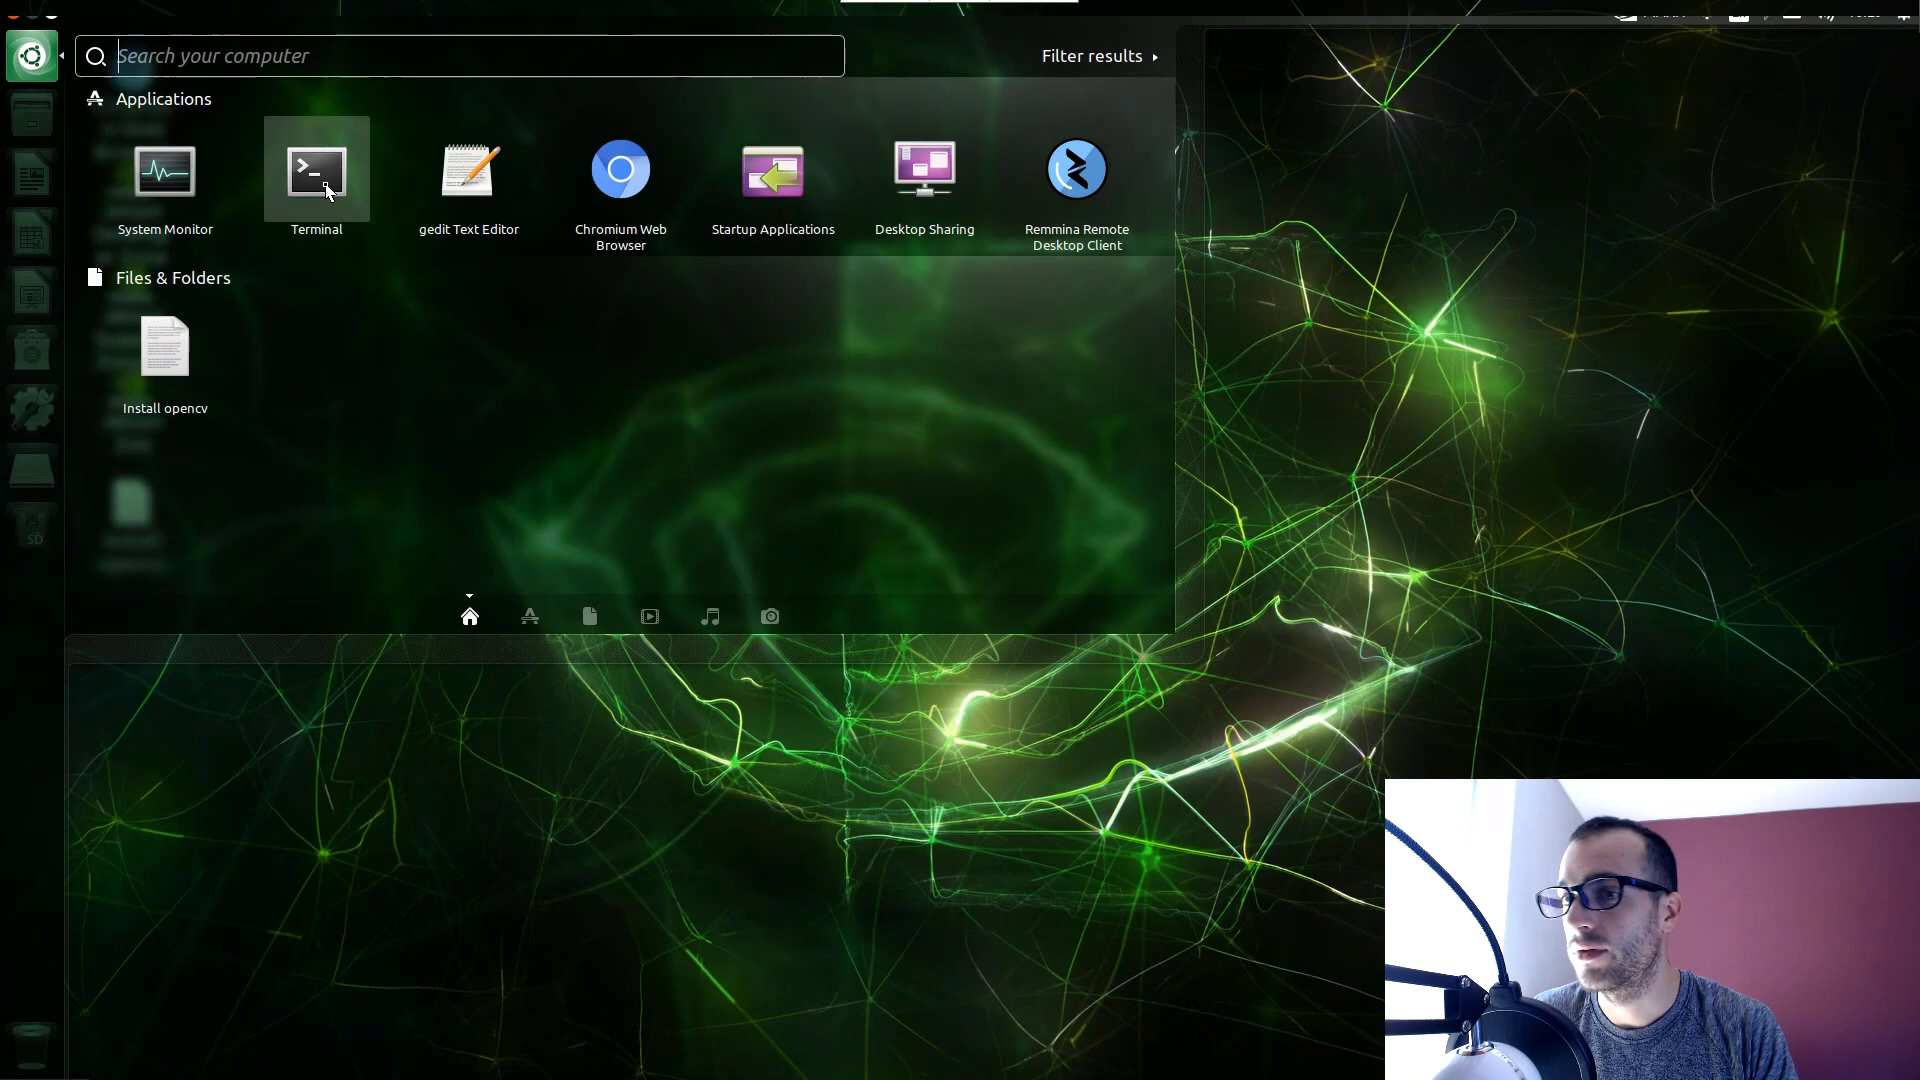 Search your computer
Filter results
Applications
System Monitor
Terminal
gedit Text Editor
Chromium Web
Browser
Startup Applications
Desktop Sharing
Remmina Remote
Desktop Client
Files & Folders
Install opencv
SD